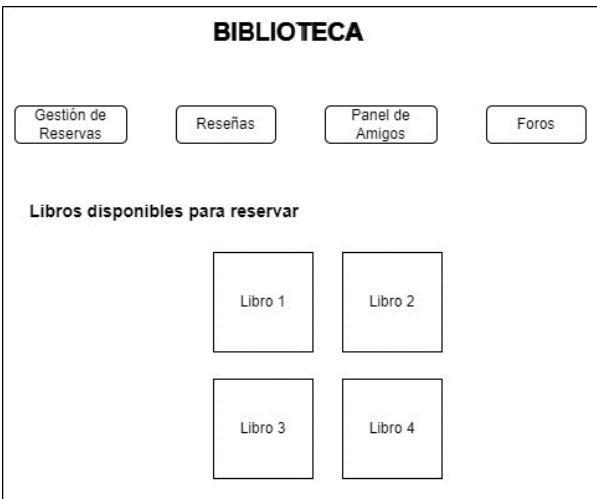 BIBLIOTECA
Gestión de
Reservas
Reseñas
Panel de
Amigos
Foros
Libros disponibles para reservar
Libro 1
Libro 2
Libro 3
Libro 4